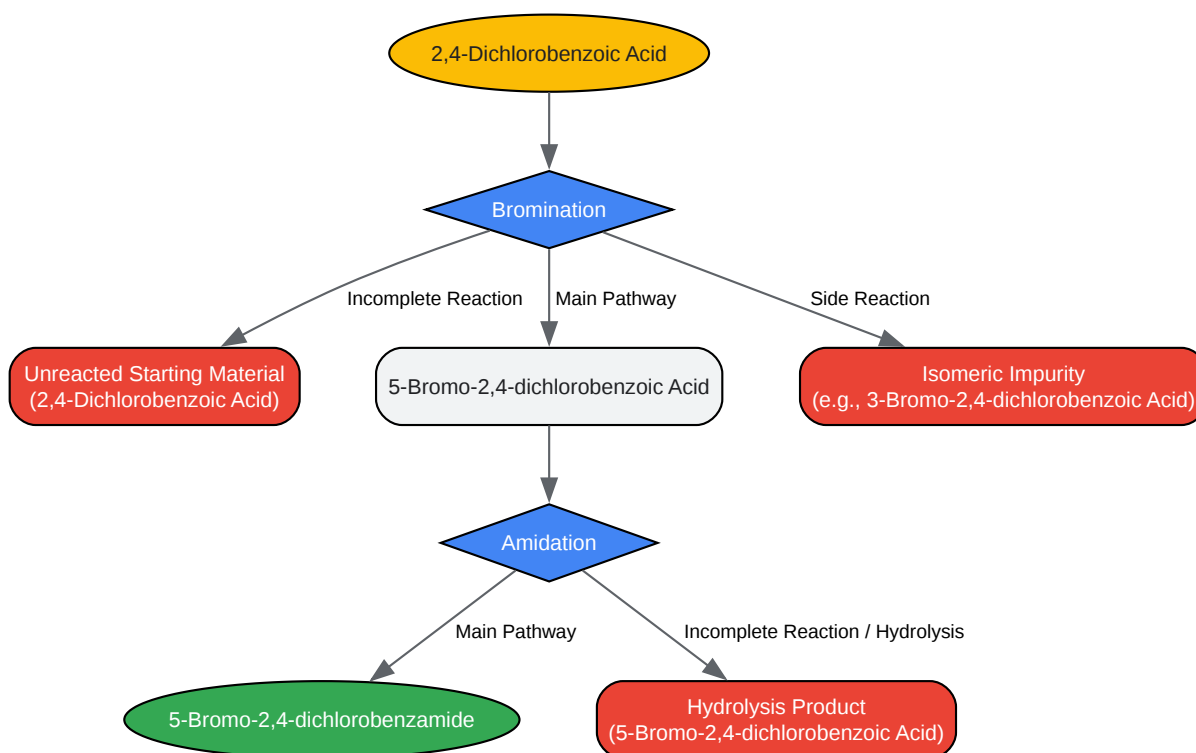 2,4-Dichlorobenzoic Acid
Bromination
Incomplete Reaction
Main Pathway
Side Reaction
Unreacted Starting Material
(2,4-Dichlorobenzoic Acid)
5-Bromo-2,4-dichlorobenzoic Acid
Isomeric Impurity
(e.g., 3-Bromo-2,4-dichlorobenzoic Acid)
Amidation
Main Pathway
Incomplete Reaction / Hydrolysis
5-Bromo-2,4-dichlorobenzamide
Hydrolysis Product
(5-Bromo-2,4-dichlorobenzoic Acid)